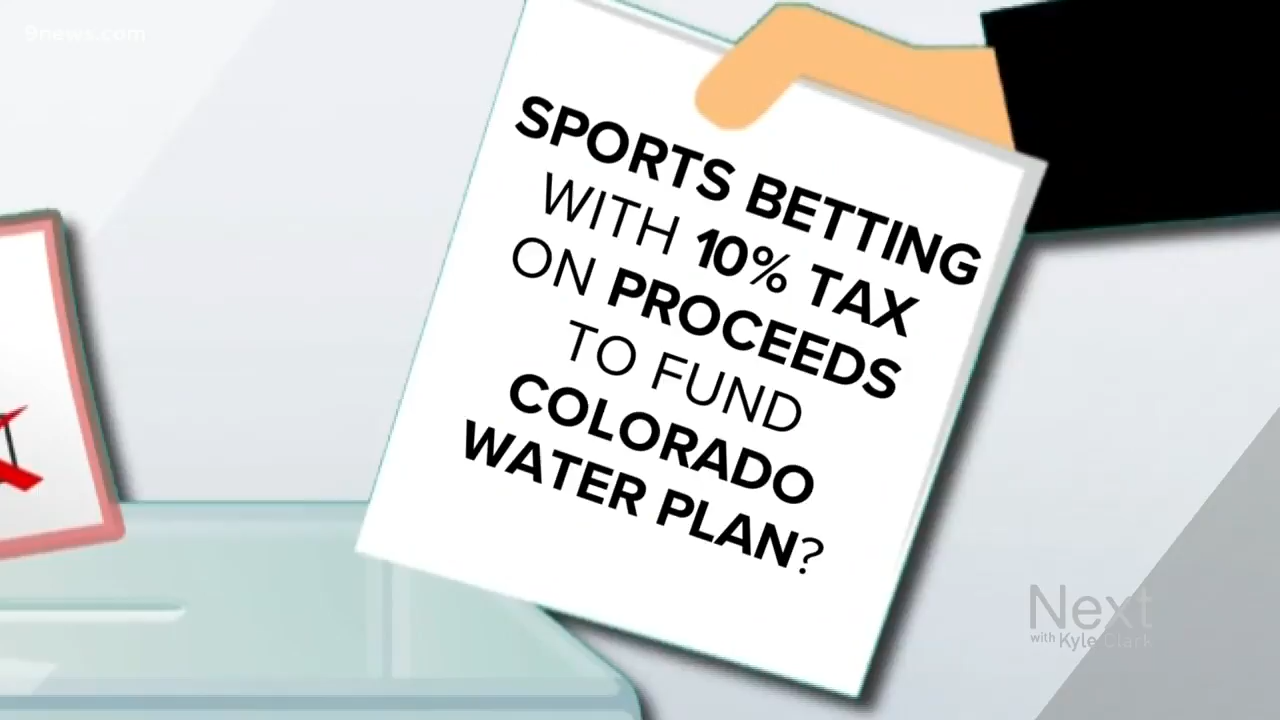 9news.com
SPORTS BETTING
WITH 10% TAX
ON PROCEEDS
TO FUND
COLORADO
WATER PLAN?
Next
with Kyle Clark